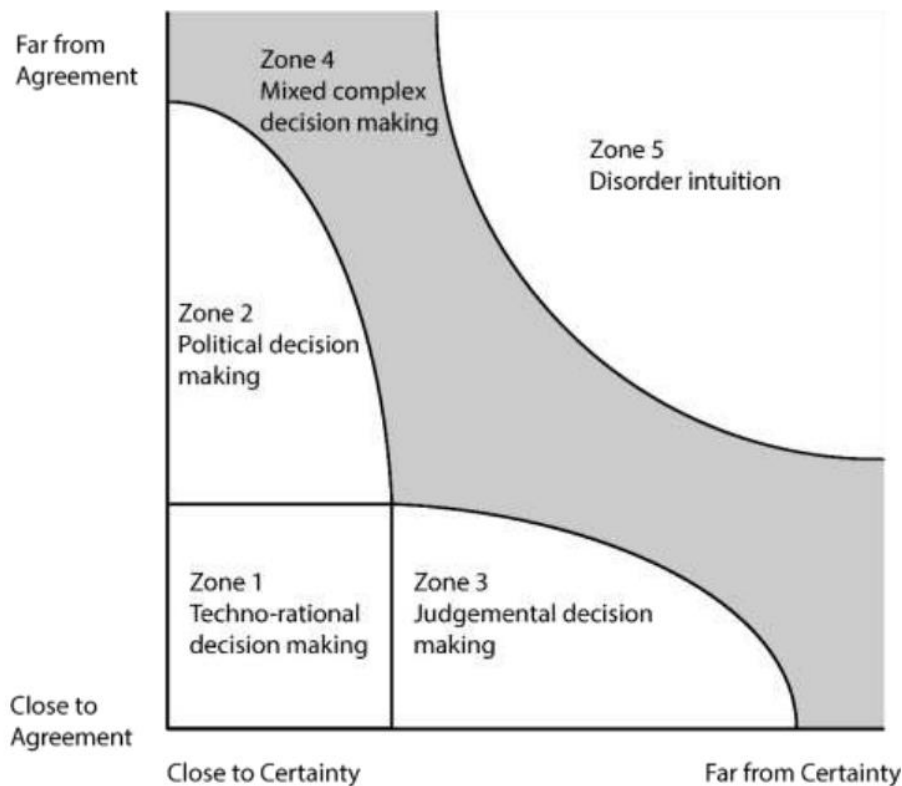 Far from
Agreement
Zone 4
Mixed complex
decision making
Zone 5
Disorder intuition
Zone 2
Political decision
making
Zone 1
Techno-rational
decision making
Zone 3
Judgemental decision
making
Close to
Agreement
Close to Certainty
Far from Certainty